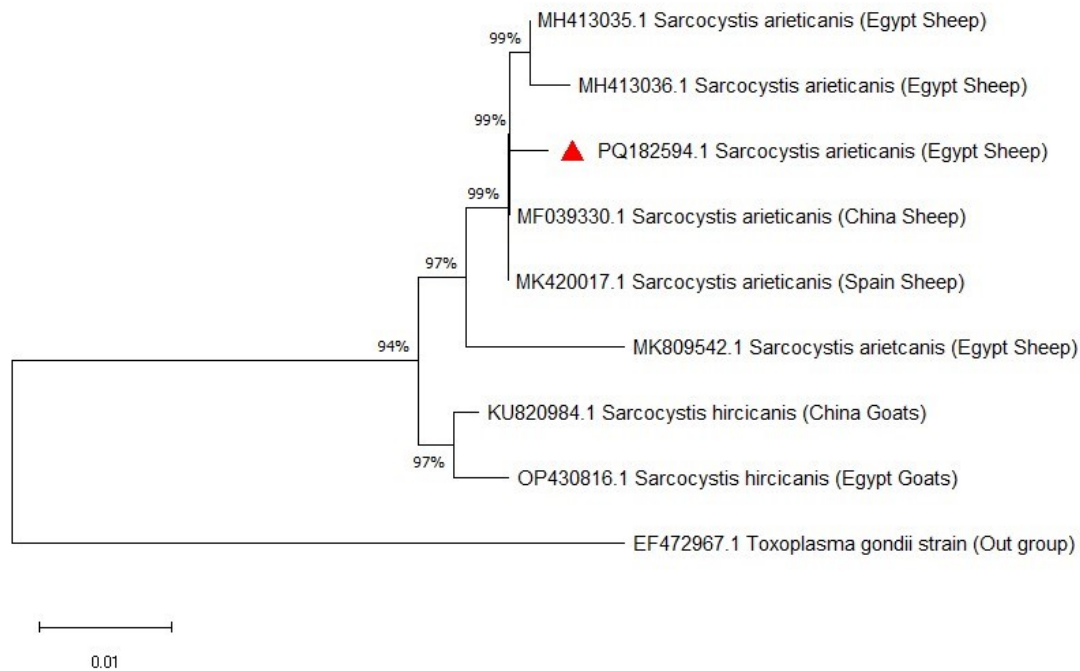 MH413035.1 Sarcocystis arieticanis (Egypt Sheep)
99%
MH413036.1 Sarcocystis arieticanis (Egypt Sheep)
99%
PQ182594.1 Sarcocystis arieticanis (Egypt Sheep)
99%
MF039330.1 Sarcocystis arieticanis (China Sheep)
97%
MK420017.1 Sarcocystis arieticanis (Spain Sheep)
94%
MK809542.1 Sarcocystis arietcanis (Egypt Sheep)
KU820984.1 Sarcocystis hircicanis (China Goats)
97%
OP430816.1 Sarcocystis hircicanis (Egypt Goats)
EF472967.1 Toxoplasma gondii strain (Out group)
0.01